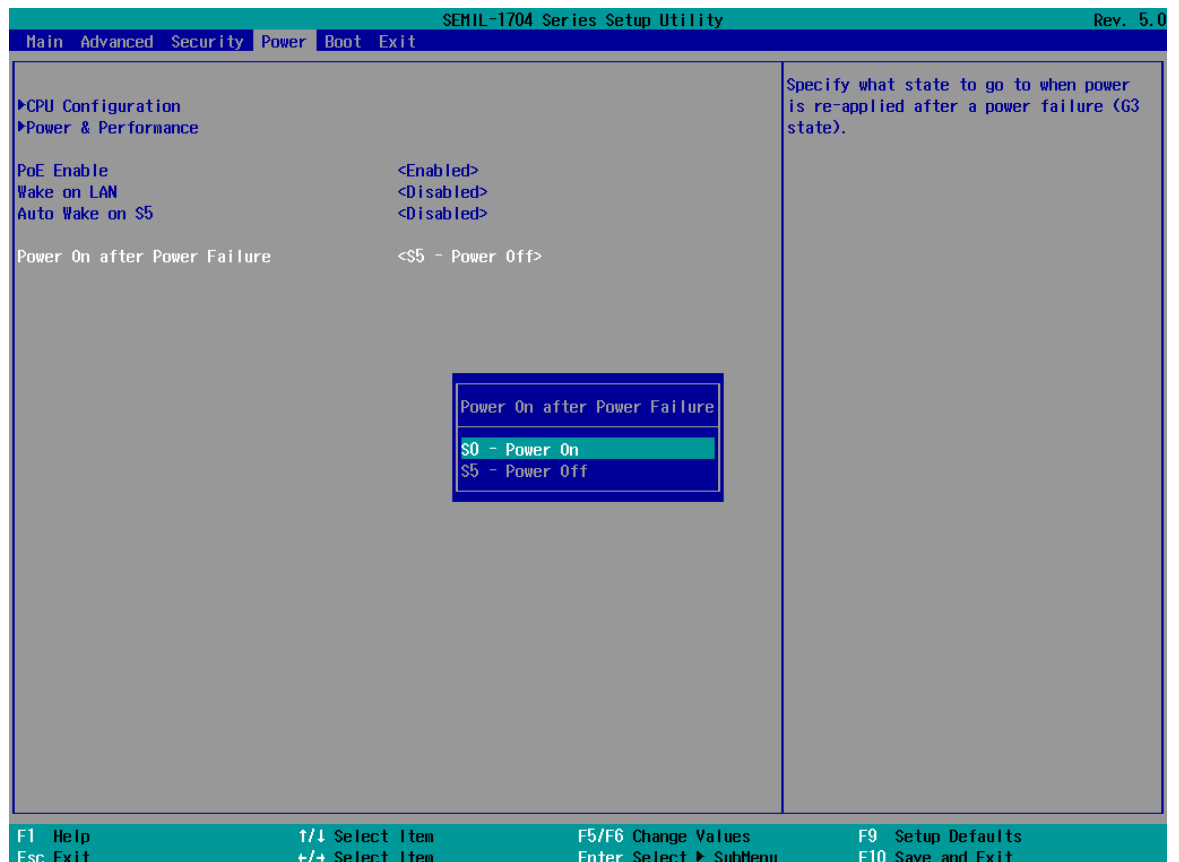 SEMIL-1704 Series Setup Utility Rev. 5.0
Main Advanced Security Power Boot Exit
▶CPU Configuration
▶Power & Performance
PoE Enable <Enabled>
Wake on LAN <Disabled>
Auto Wake on S5 <Disabled>
Power On after Power Failure <S5 - Power Off>
Specify what state to go to when power
is re-applied after a power failure (G3
state).
Power On after Power Failure
S0 - Power On
S5 - Power Off
F1 Help ↑/↓ Select Item F5/F6 Change Values F9 Setup Defaults
Esc Exit ←/→ Select Item Enter Select ▶ SubMenu F10 Save and Exit